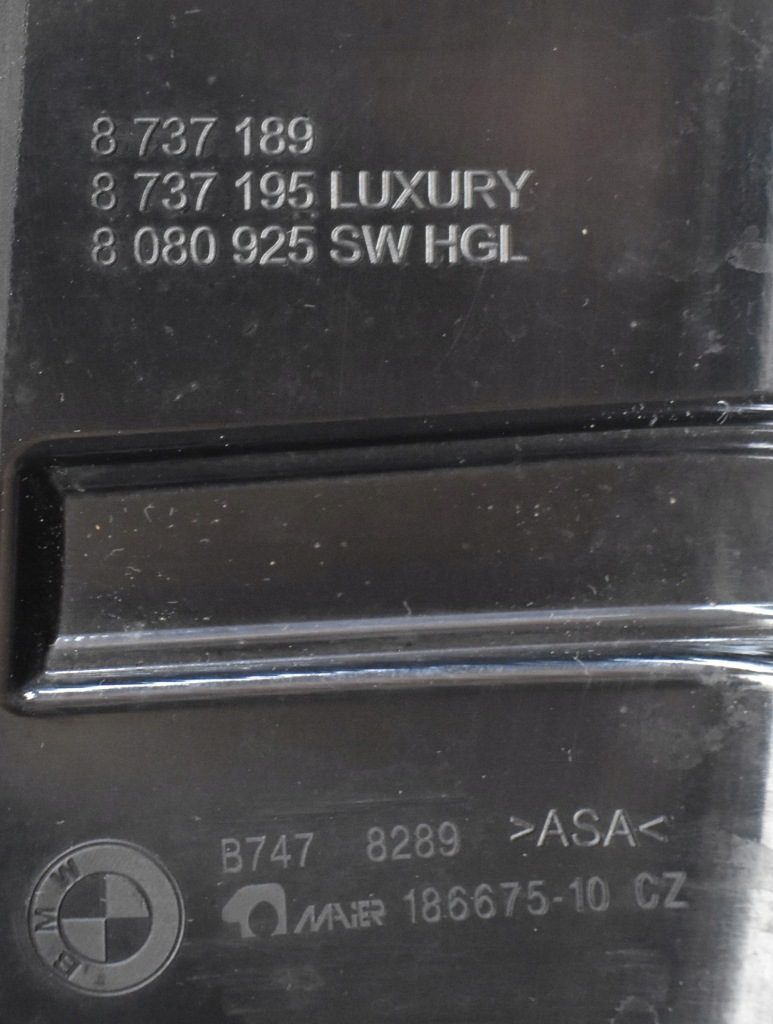 8 737 189
8 737 195 LUXURY
8 080 925 SW HGL
B747 8289 >ASA<
BMW
MAiER 186675-10 CZ